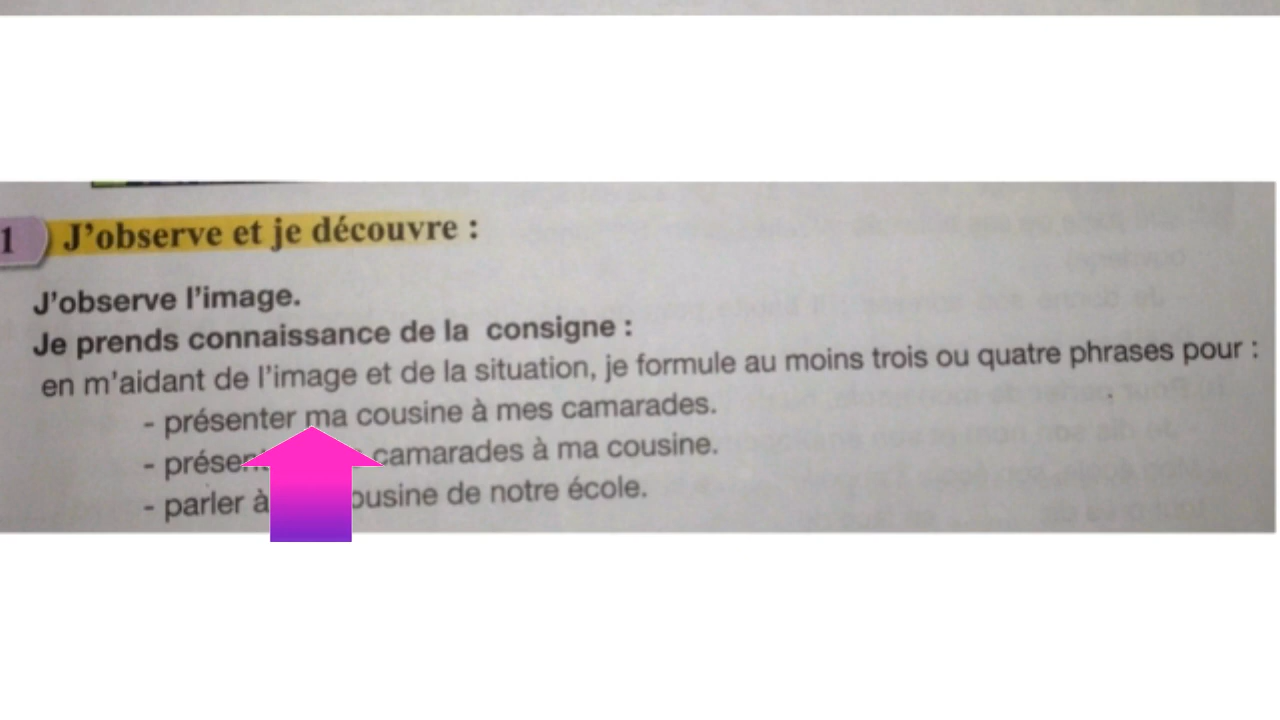 1 J'observe et je découvre :
J'observe l'image.
Je prends connaissance de la consigne :
en m'aidant de l'image et de la situation, je formule au moins trois ou quatre phrases pour :
- présenter ma cousine à mes camarades.
- camarades à ma cousine.
- parler à de notre école.